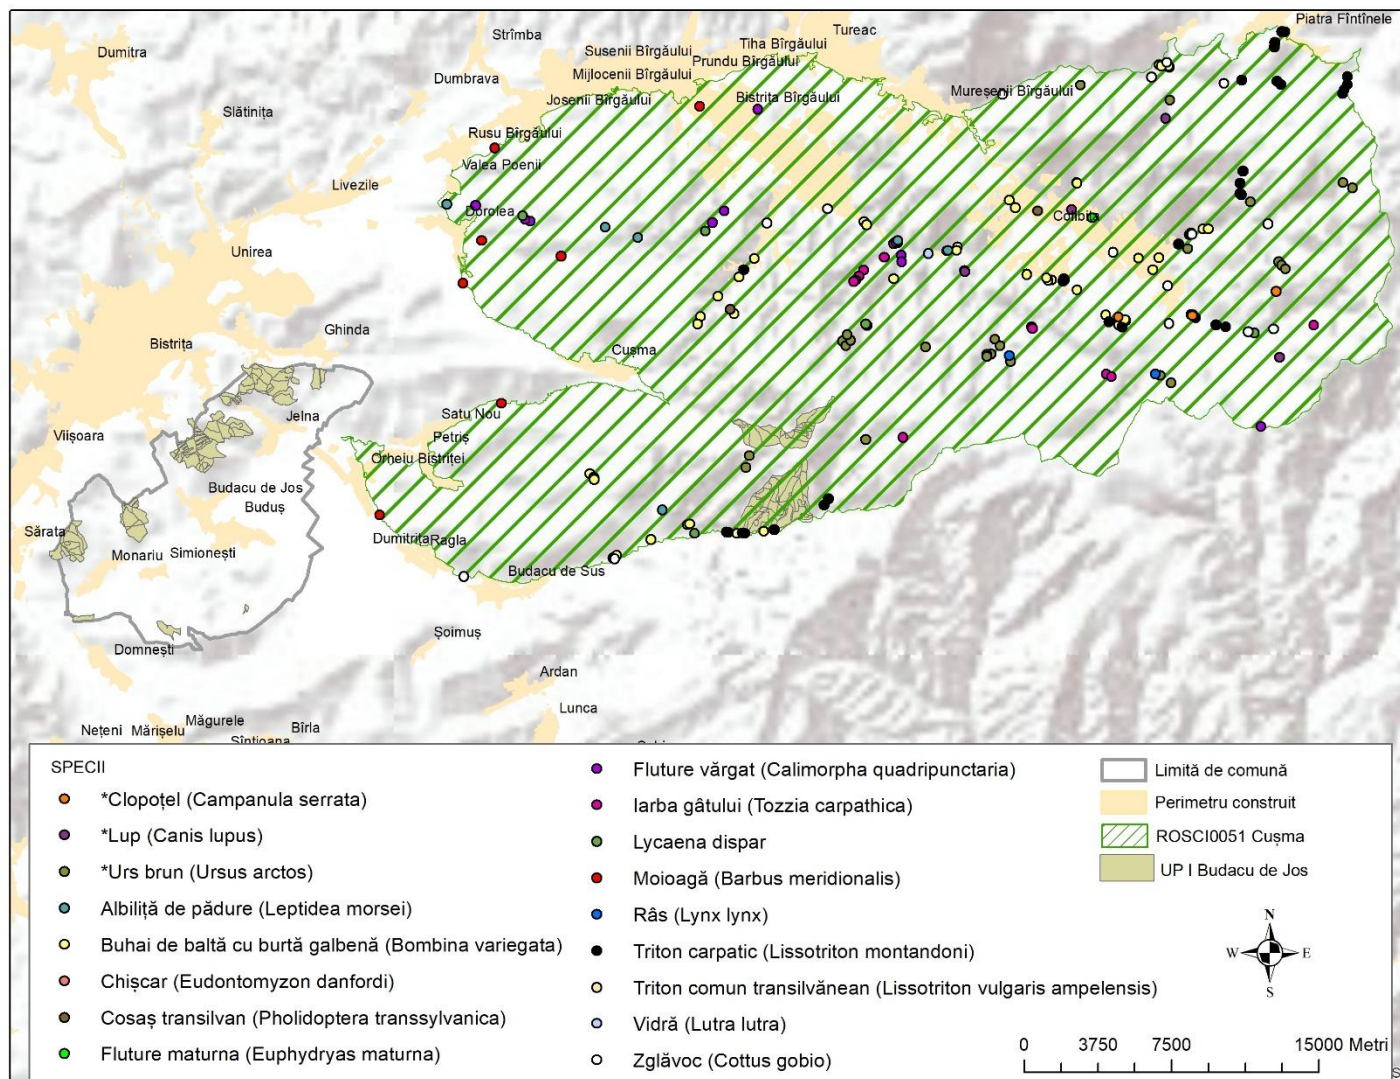 Piatra Fîntînele
Tureac
Strîmba
Tiha Bîrgăului
Dumitra
Susenii Bîrgăului
Prundu Bîrgăului
Dumbrava
Mijlocenii Bîrgăului
Mureșenii Bîrgăului
Josenii Bîrgăului
Bistrița Bîrgăului
Slătinița
Rusu Bîrgăului
Valea Poenii
Livezile
Dorolea
Colibița
Unirea
Ghinda
Bistrița
Cușma
Jelna
Satu Nou
Viișoara
Petriș
Orheiu Bistriței
Budacu de Jos
Buduș
Sărata
Dumitrița
Ragla
Monariu
Simionești
Budacu de Sus
Șoimuș
Domnești
Ardan
Lunca
Măgurele
Nețeni
Mărișelu
Bîrla
Sîntioana
SPECII
*Clopoțel (Campanula serrata)
*Lup (Canis lupus)
*Urs brun (Ursus arctos)
Albiliță de pădure (Leptidea morsei)
Buhai de baltă cu burtă galbenă (Bombina variegata)
Chișcar (Eudontomyzon danfordi)
Cosaș transilvan (Pholidoptera transsylvanica)
Fluture maturna (Euphydryas maturna)
Fluture vărgat (Calimorpha quadripunctaria)
Iarba gâtului (Tozzia carpathica)
Lycaena dispar
Moioagă (Barbus meridionalis)
Râs (Lynx lynx)
Triton carpatic (Lissotriton montandoni)
Triton comun transilvănean (Lissotriton vulgaris ampelensis)
Vidră (Lutra lutra)
Zglăvoc (Cottus gobio)
Limită de comună
Perimetru construit
ROSCI0051 Cușma
UP I Budacu de Jos
N
W E
S
0 3750 7500 15000 Metri